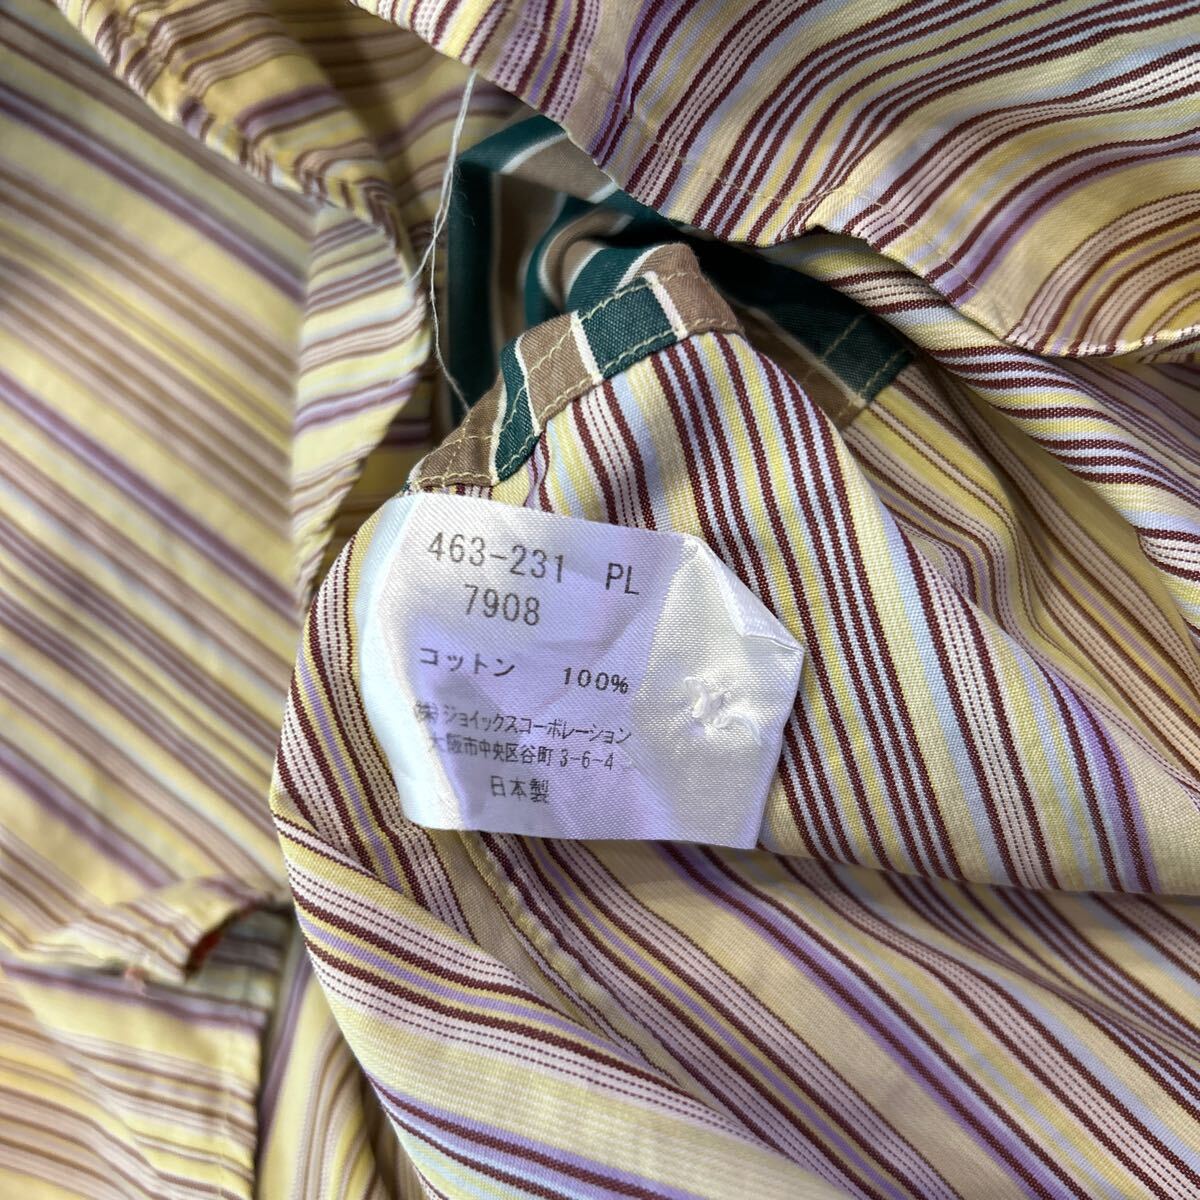 463-231 PL
7908
コットン 100%
(株)ジョイックスコーポレーション
大阪市中央区谷町3-6-4
日本製